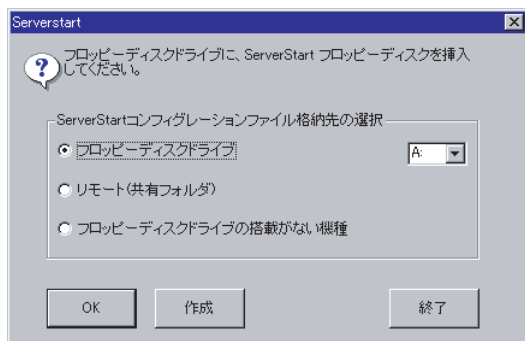 Serverstart
フロッピーディスクドライブに、ServerStart フロッピーディスクを挿入
してください。
ServerStartコンフィグレーションファイル格納先の選択
フロッピーディスクドライブ
A:
リモート(共有フォルダ)
フロッピーディスクドライブの搭載がない機種
OK
作成
終了